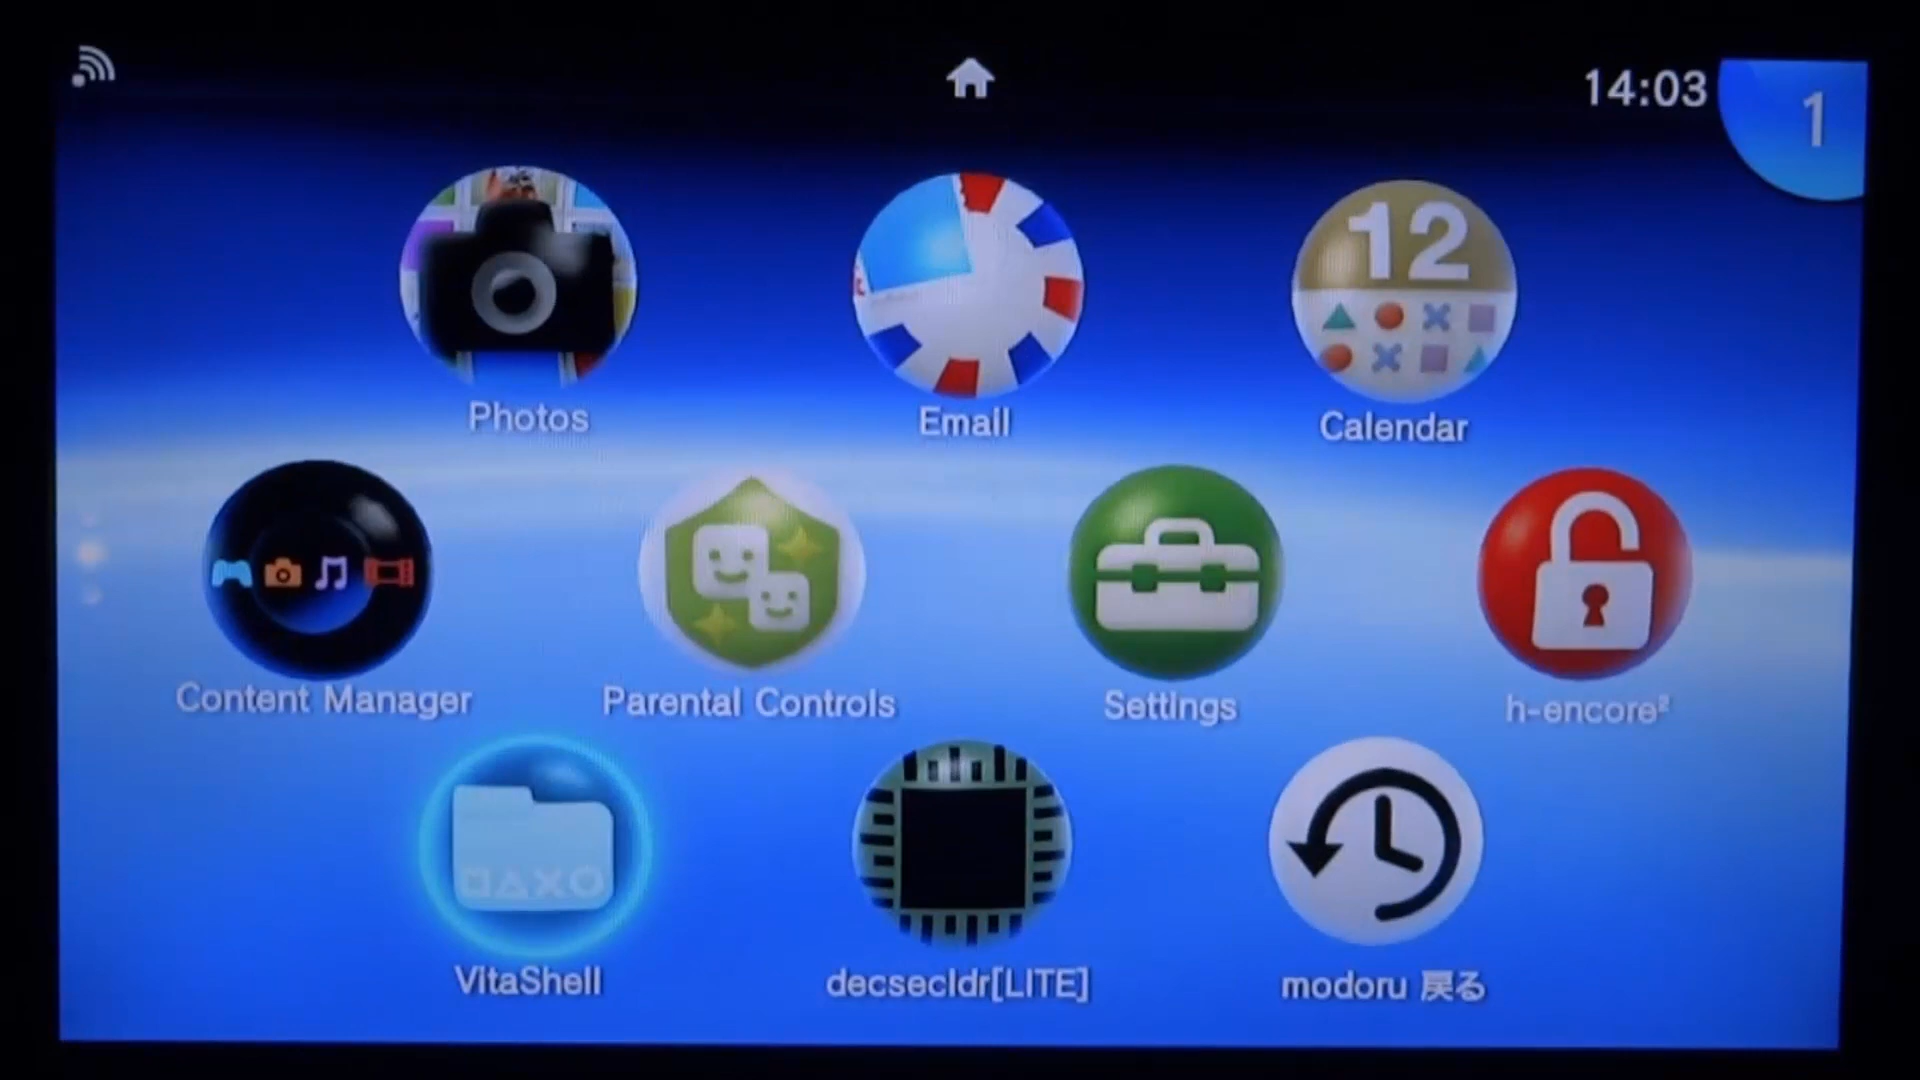 14:03
1
12
Photos
Email
Calendar
Content Manager
Parental Controls
Settings
h-encore²
VitaShell
decsecldr[LITE]
modoru 戻る